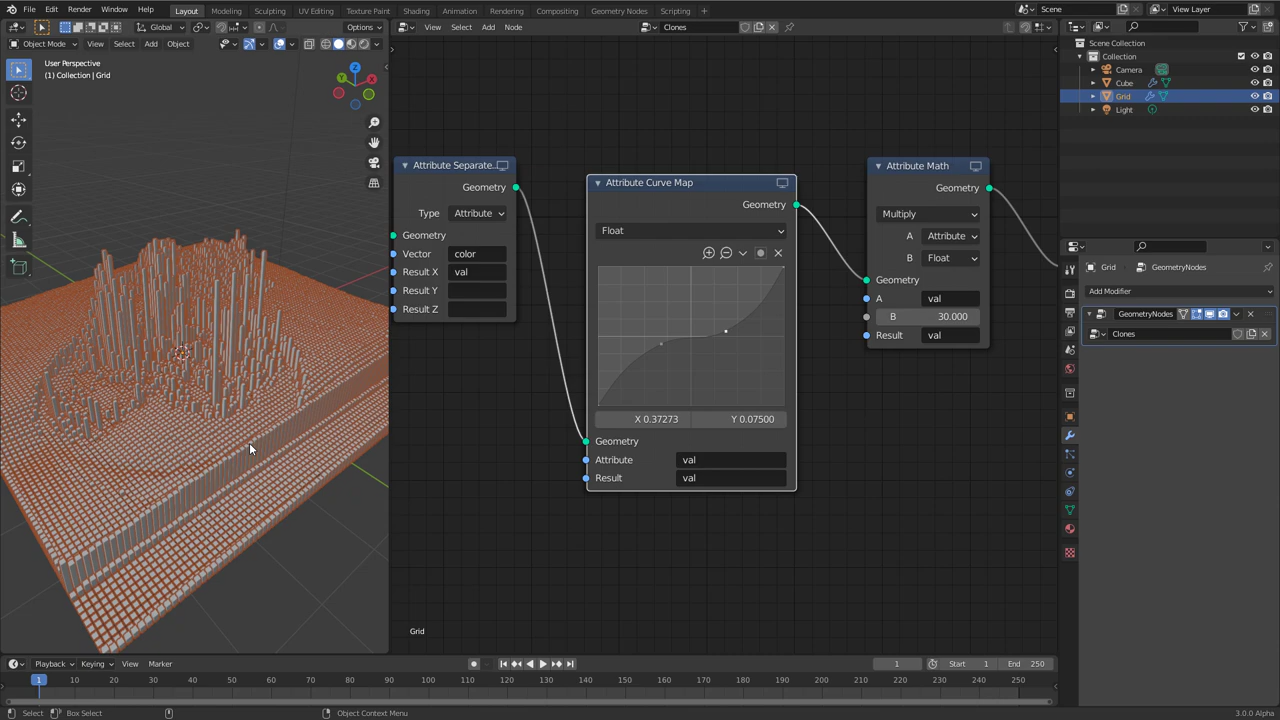 File Edit Render Window Help Layout Modeling Sculpting UV Editing Texture Paint Shading Animation Rendering Compositing Geometry Nodes Scripting Scene View Layer
Global Options View Select Add Node Clones
Object Mode View Select Add Object
User Perspective
(1) Collection | Grid
X
Y
Z
Attribute Separate...
Geometry
Type Attribute
Geometry
Vector color
Result X val
Result Y
Result Z
Attribute Curve Map
Geometry
Float
X 0.37273 Y 0.07500
Geometry
Attribute val
Result val
Attribute Math
Geometry
Multiply
A Attribute
B Float
Geometry
A val
B 30.000
Result val
Grid
Scene Collection
Collection
Camera
Cube
Grid
Light
Grid GeometryNodes
Add Modifier
GeometryNodes
Clones
Playback Keying View Marker 1 Start 1 End 250
1 10 20 30 40 50 60 70 80 90 100 110 120 130 140 150 160 170 180 190 200 210 220 230 240 250
Select Box Select Object Context Menu 3.0.0 Alpha